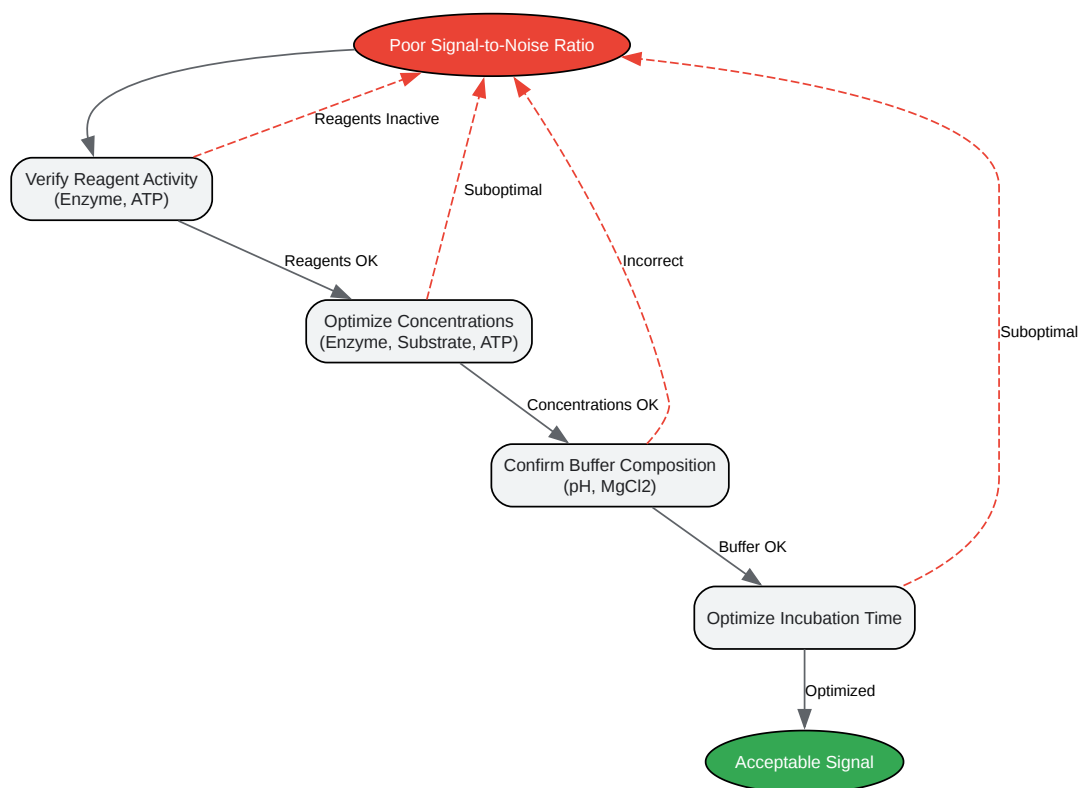 Poor Signal-to-Noise Ratio
Reagents Inactive
Verify Reagent Activity
(Enzyme, ATP)
Suboptimal
Reagents OK
Incorrect
Optimize Concentrations
(Enzyme, Substrate, ATP)
Suboptimal
Concentrations OK
Confirm Buffer Composition
(pH, MgCl2)
Buffer OK
Optimize Incubation Time
Optimized
Acceptable Signal